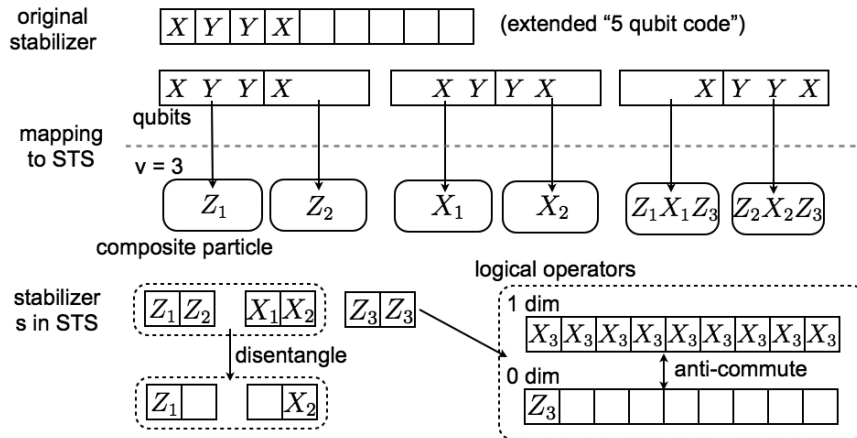 original stabilizer
X Y Y X
(extended “5 qubit code”)
X Y Y X
X Y Y X
X Y Y X
qubits
mapping to STS
v = 3
Z₁
Z₂
X₁
X₂
Z₁X₁Z₃
Z₂X₂Z₃
composite particle
logical operators
stabilizer s in STS
Z₁ Z₂
X₁ X₂
Z₃ Z₃
1 dim
X₃ X₃ X₃ X₃ X₃ X₃ X₃ X₃ X₃
disentangle
anti-commute
0 dim
Z₁
X₂
Z₃